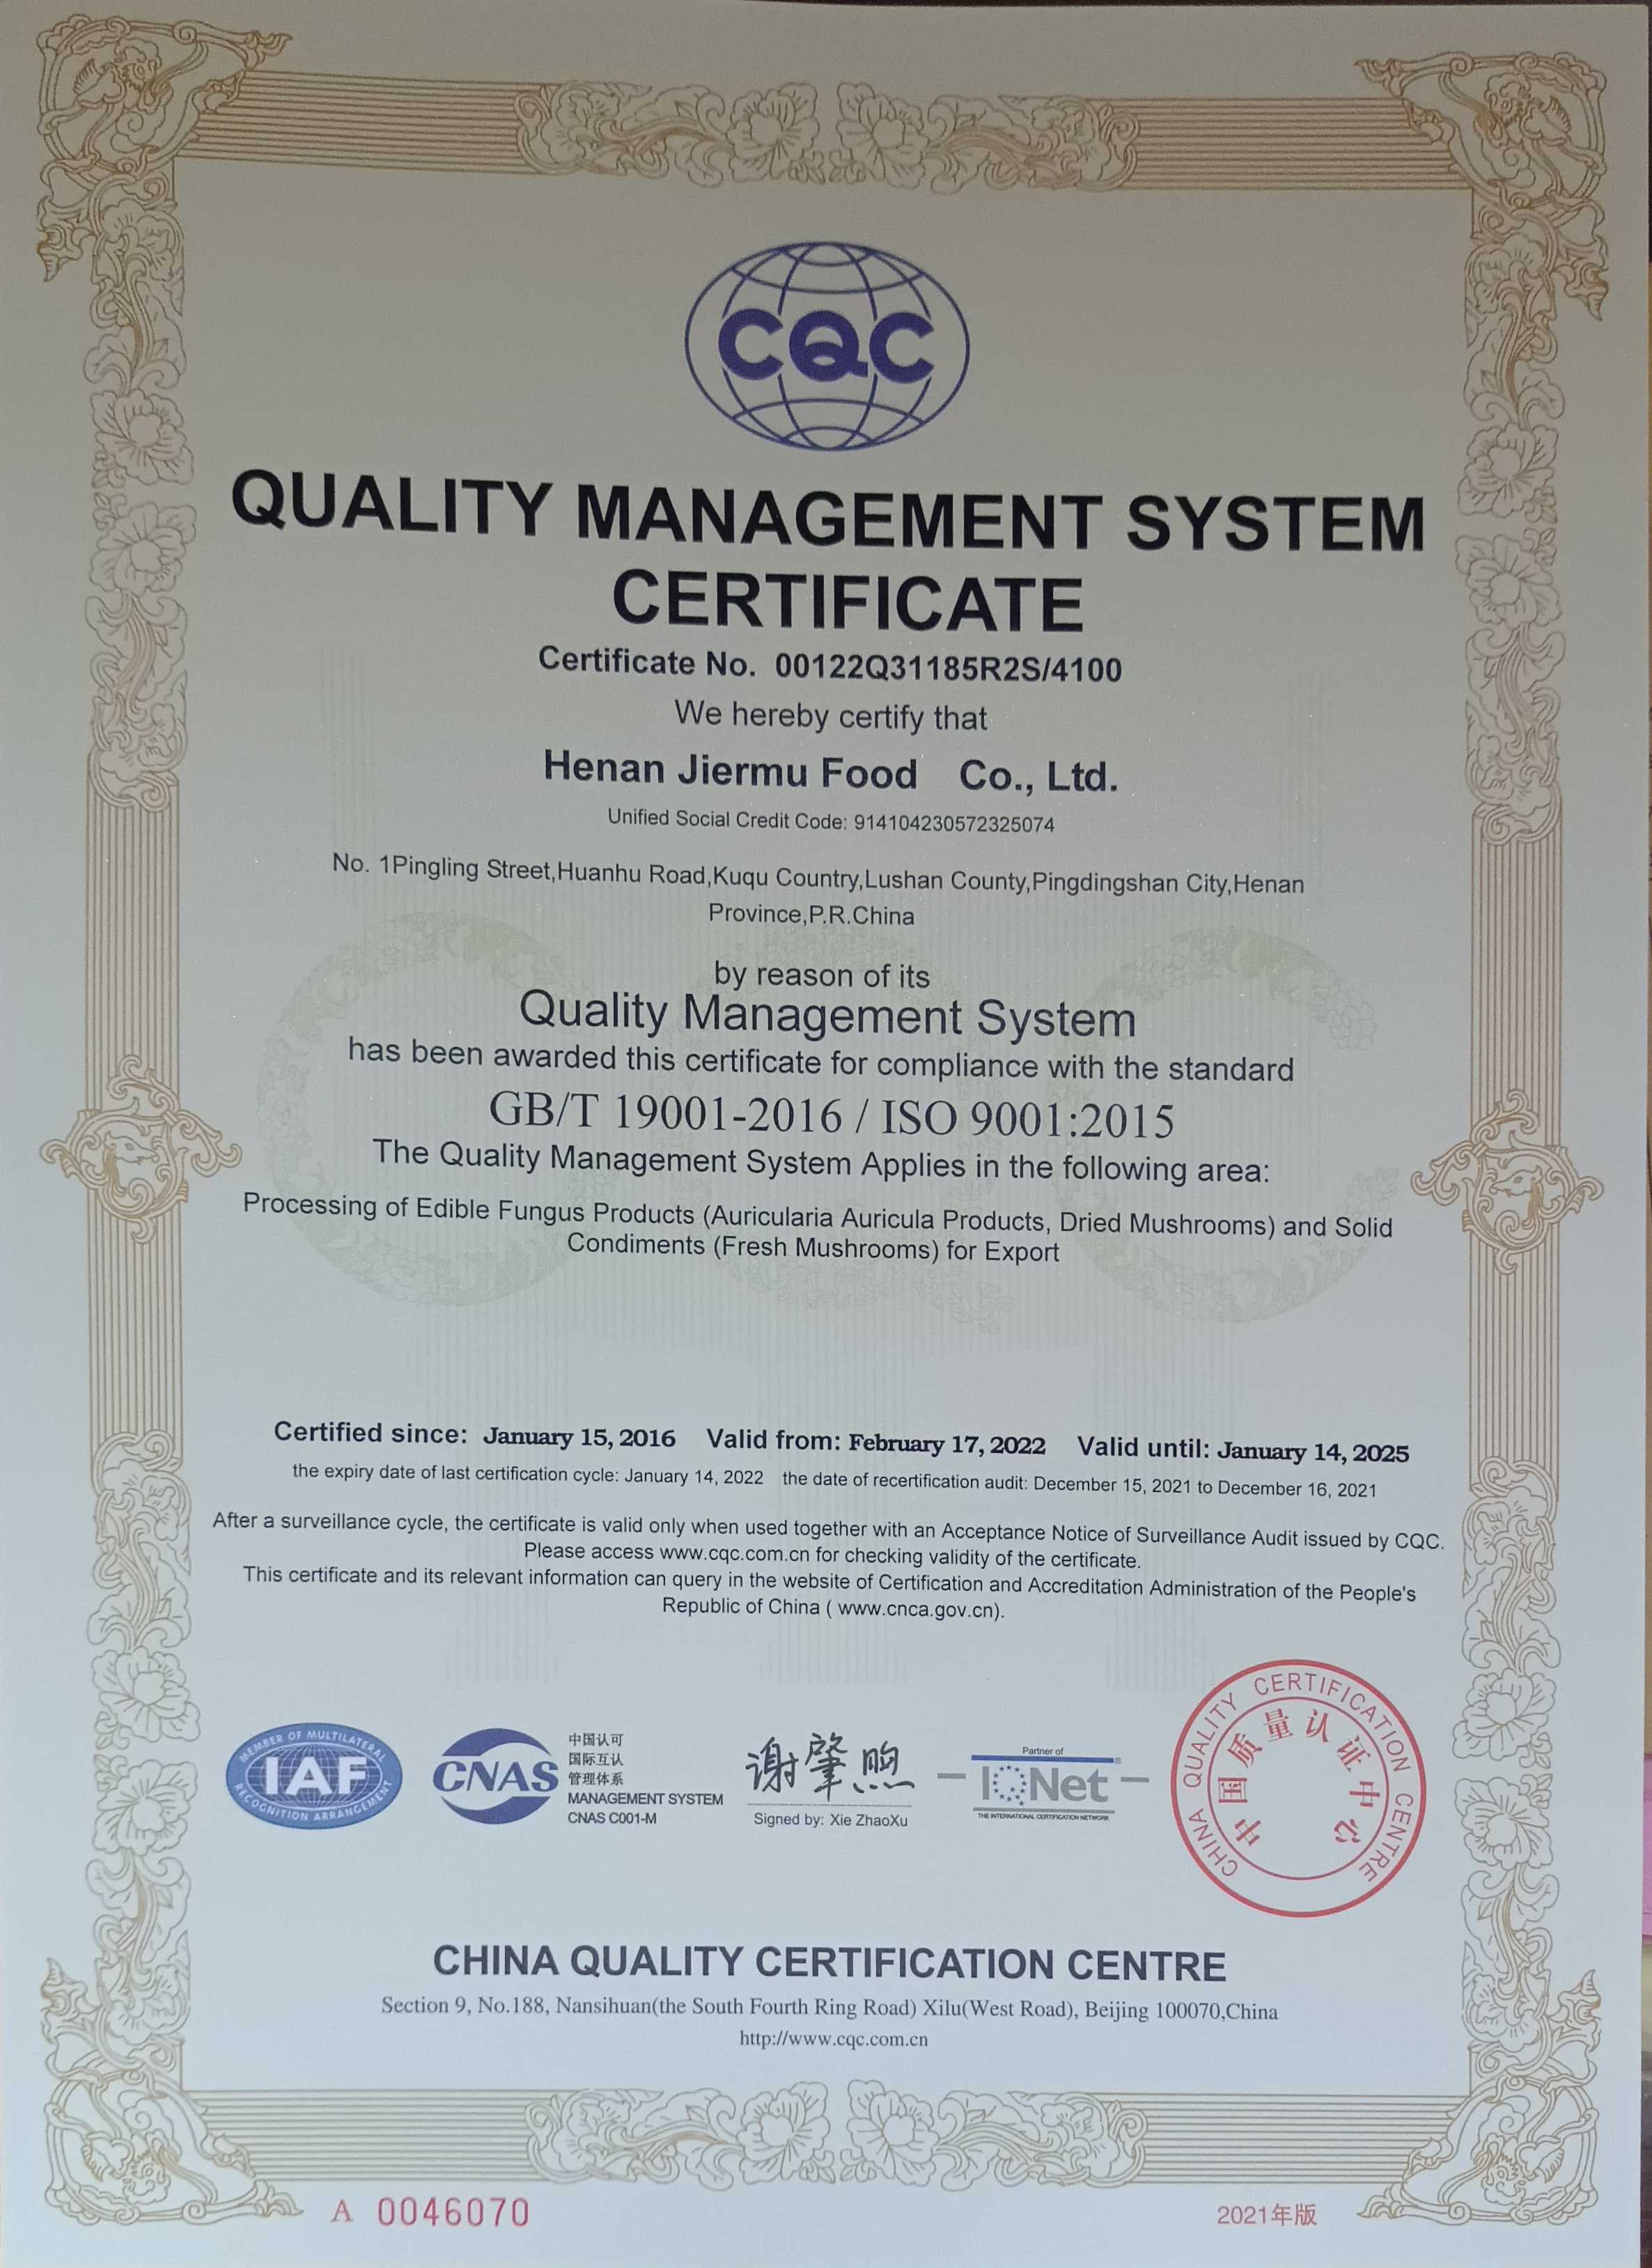 CQC
QUALITY MANAGEMENT SYSTEM
CERTIFICATE
Certificate No. 00122Q31185R2S/4100
We hereby certify that
Henan Jiermu Food Co., Ltd.
Unified Social Credit Code: 914104230572325074
No. 1Pingling Street,Huanhu Road,Kuqu Country,Lushan County,Pingdingshan City,Henan
Province,P.R.China
by reason of its
Quality Management System
has been awarded this certificate for compliance with the standard
GB/T 19001-2016 / ISO 9001:2015
The Quality Management System Applies in the following area:
Processing of Edible Fungus Products (Auricularia Auricula Products, Dried Mushrooms) and Solid
Condiments (Fresh Mushrooms) for Export
Certified since: January 15, 2016 Valid from: February 17, 2022 Valid until: January 14, 2025
the expiry date of last certification cycle: January 14, 2022 the date of recertification audit: December 15, 2021 to December 16, 2021
After a surveillance cycle, the certificate is valid only when used together with an Acceptance Notice of Surveillance Audit issued by CQC.
Please access www.cqc.com.cn for checking validity of the certificate.
This certificate and its relevant information can query in the website of Certification and Accreditation Administration of the People's
Republic of China ( www.cnca.gov.cn).
MEMBER OF MULTILATERAL
IAF
RECOGNITION ARRANGEMENT
CNAS
中国认可
国际互认
管理体系
MANAGEMENT SYSTEM
CNAS C001-M
谢肇煦
Signed by: Xie ZhaoXu
Partner of
IQNet
®
THE INTERNATIONAL CERTIFICATION NETWORK
CHINA QUALITY CERTIFICATION CENTRE
中国质量认证中心
CHINA QUALITY CERTIFICATION CENTRE
Section 9, No.188, Nansihuan(the South Fourth Ring Road) Xilu(West Road), Beijing 100070,China
http://www.cqc.com.cn
A 0046070
2021年版